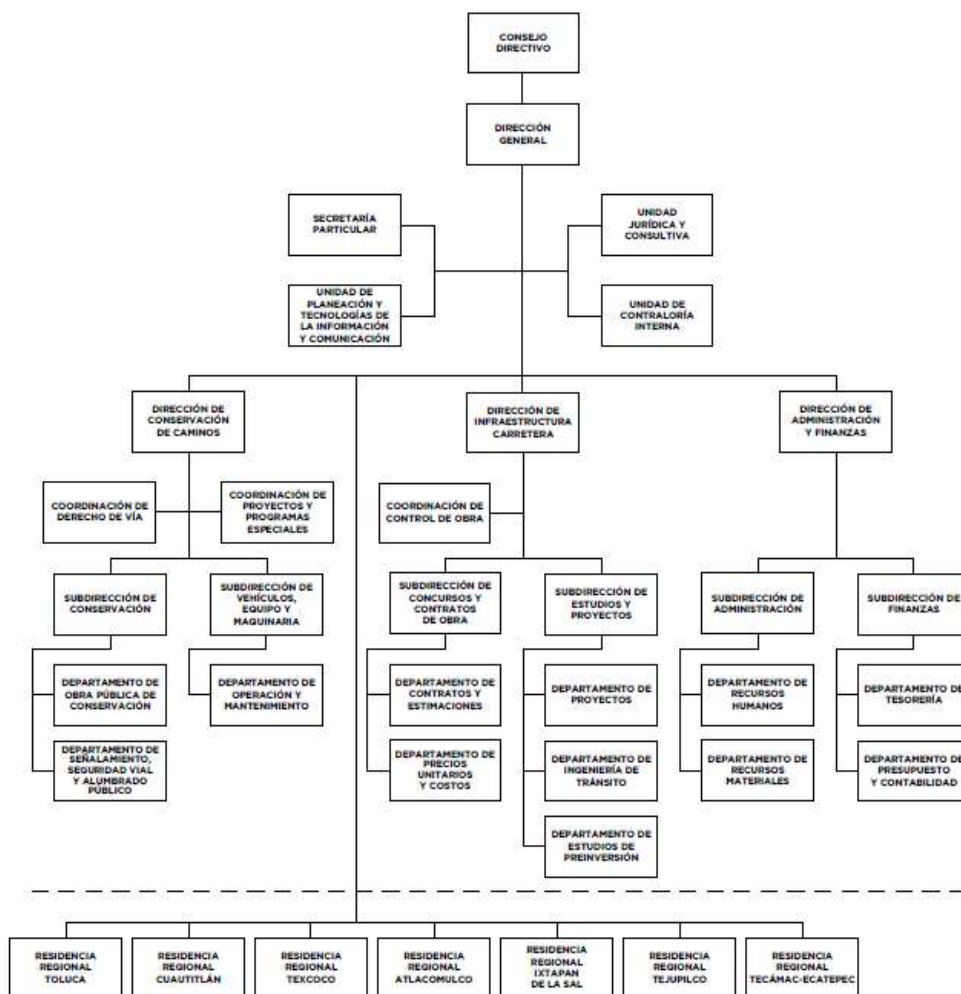 CONSEJO
DIRECTIVO
DIRECCIÓN
GENERAL
SECRETARÍA
PARTICULAR
UNIDAD
JURÍDICA Y
CONSULTIVA
UNIDAD DE
PLANEACIÓN Y
TECNOLOGÍAS DE
LA INFORMACIÓN
Y COMUNICACIÓN
UNIDAD DE
CONTRALORÍA
INTERNA
DIRECCIÓN DE
CONSERVACIÓN
DE CAMINOS
DIRECCIÓN DE
INFRAESTRUCTURA
CARRETERA
DIRECCIÓN DE
ADMINISTRACIÓN
Y FINANZAS
COORDINACIÓN DE
DERECHO DE VÍA
COORDINACIÓN DE
PROYECTOS Y
PROGRAMAS
ESPECIALES
COORDINACIÓN DE
CONTROL DE OBRA
SUBDIRECCIÓN DE
CONSERVACIÓN
SUBDIRECCIÓN DE
VEHÍCULOS,
EQUIPO Y
MAQUINARIA
SUBDIRECCIÓN DE
CONCURSOS Y
CONTRATOS
DE OBRA
SUBDIRECCIÓN DE
ESTUDIOS Y
PROYECTOS
SUBDIRECCIÓN DE
ADMINISTRACIÓN
SUBDIRECCIÓN DE
FINANZAS
DEPARTAMENTO DE
OBRA PÚBLICA DE
CONSERVACIÓN
DEPARTAMENTO DE
OPERACIÓN Y
MANTENIMIENTO
DEPARTAMENTO DE
CONTRATOS Y
ESTIMACIONES
DEPARTAMENTO DE
PROYECTOS
DEPARTAMENTO DE
RECURSOS
HUMANOS
DEPARTAMENTO DE
TESORERÍA
DEPARTAMENTO DE
SEÑALAMIENTO,
SEGURIDAD VIAL
Y ALUMBRADO
PÚBLICO
DEPARTAMENTO DE
PRECIOS
UNITARIOS
Y COSTOS
DEPARTAMENTO DE
INGENIERÍA DE
TRÁNSITO
DEPARTAMENTO DE
RECURSOS
MATERIALES
DEPARTAMENTO DE
PRESUPUESTO
Y CONTABILIDAD
DEPARTAMENTO DE
ESTUDIOS DE
PREINVERSIÓN
RESIDENCIA
REGIONAL
TOLUCA
RESIDENCIA
REGIONAL
CUAUTITLÁN
RESIDENCIA
REGIONAL
TEXCOCO
RESIDENCIA
REGIONAL
ATLACOMULCO
RESIDENCIA
REGIONAL
IXTAPAN
DE LA SAL
RESIDENCIA
REGIONAL
TEJUPILCO
RESIDENCIA
REGIONAL
TECÁMAC-ECATEPEC